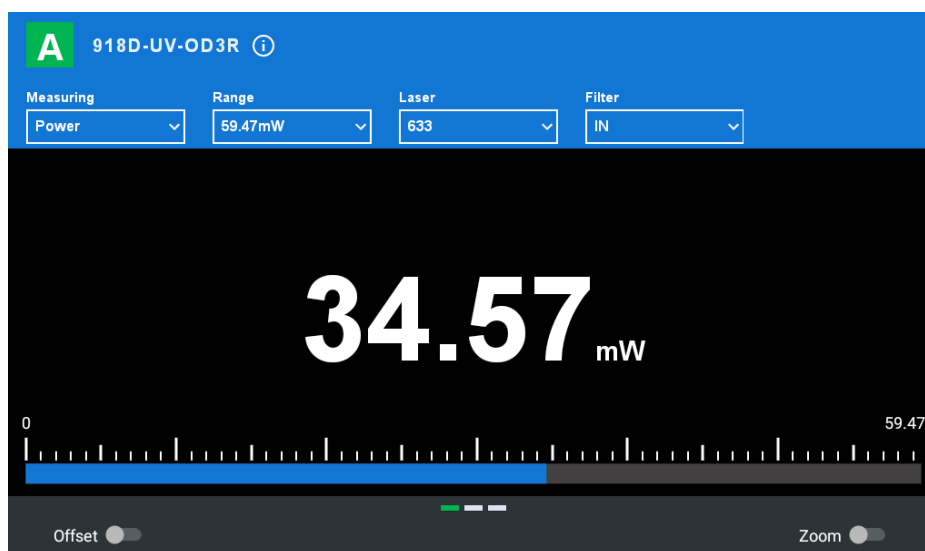 A 918D-UV-OD3R
Measuring Range Laser Filter
Power 59.47mW 633 IN
34.57 mW
0 59.47
Offset Zoom